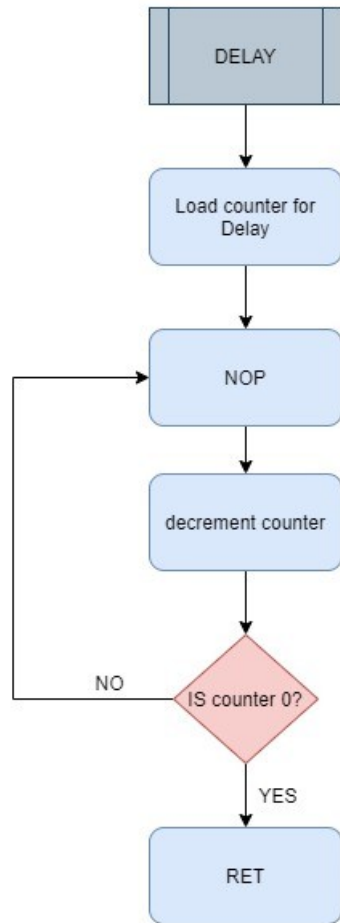 DELAY
Load counter for
Delay
NOP
decrement counter
IS counter 0?
NO
YES
RET